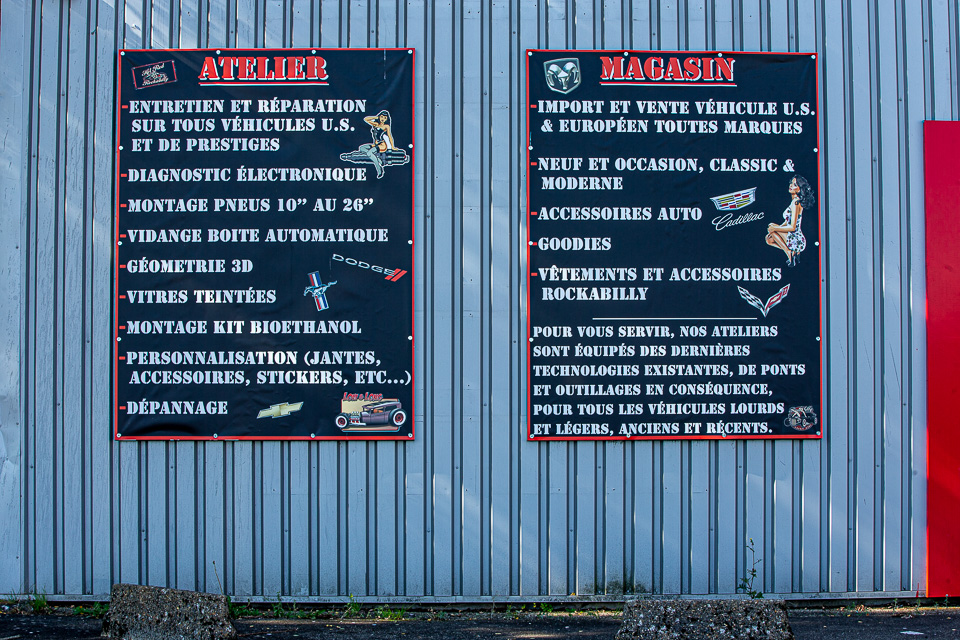 ATELIER
-ENTRETIEN ET RÉPARATION
SUR TOUS VÉHICULES U.S.
ET DE PRESTIGES
-DIAGNOSTIC ÉLECTRONIQUE
-MONTAGE PNEUS 10” AU 26”
-VIDANGE BOITE AUTOMATIQUE
-GÉOMETRIE 3D
DODGE
-VITRES TEINTÉES
-MONTAGE KIT BIOETHANOL
-PERSONNALISATION (JANTES,
ACCESSOIRES, STICKERS, ETC...)
-DÉPANNAGE
Low & Low
MAGASIN
-IMPORT ET VENTE VÉHICULE U.S.
& EUROPÉEN TOUTES MARQUES
-NEUF ET OCCASION, CLASSIC &
MODERNE
-ACCESSOIRES AUTO
Cadillac
-GOODIES
-VÊTEMENTS ET ACCESSOIRES
ROCKABILLY
POUR VOUS SERVIR, NOS ATELIERS
SONT ÉQUIPÉS DES DERNIÈRES
TECHNOLOGIES EXISTANTES, DE PONTS
ET OUTILLAGES EN CONSÉQUENCE,
POUR TOUS LES VÉHICULES LOURDS
ET LÉGERS, ANCIENS ET RÉCENTS.